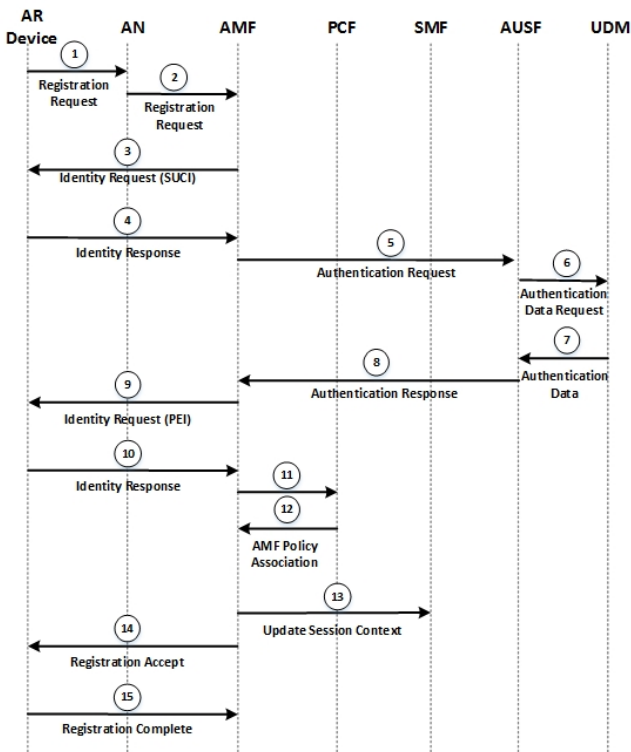 AR
Device
AN
AMF
PCF
SMF
AUSF
UDM
1
Registration
Request
2
Registration
Request
3
Identity Request (SUCI)
4
Identity Response
5
Authentication Request
6
Authentication
Data Request
7
Authentication
Data
8
Authentication Response
9
Identity Request (PEI)
10
Identity Response
11
12
AMF Policy
Association
13
Update Session Context
14
Registration Accept
15
Registration Complete